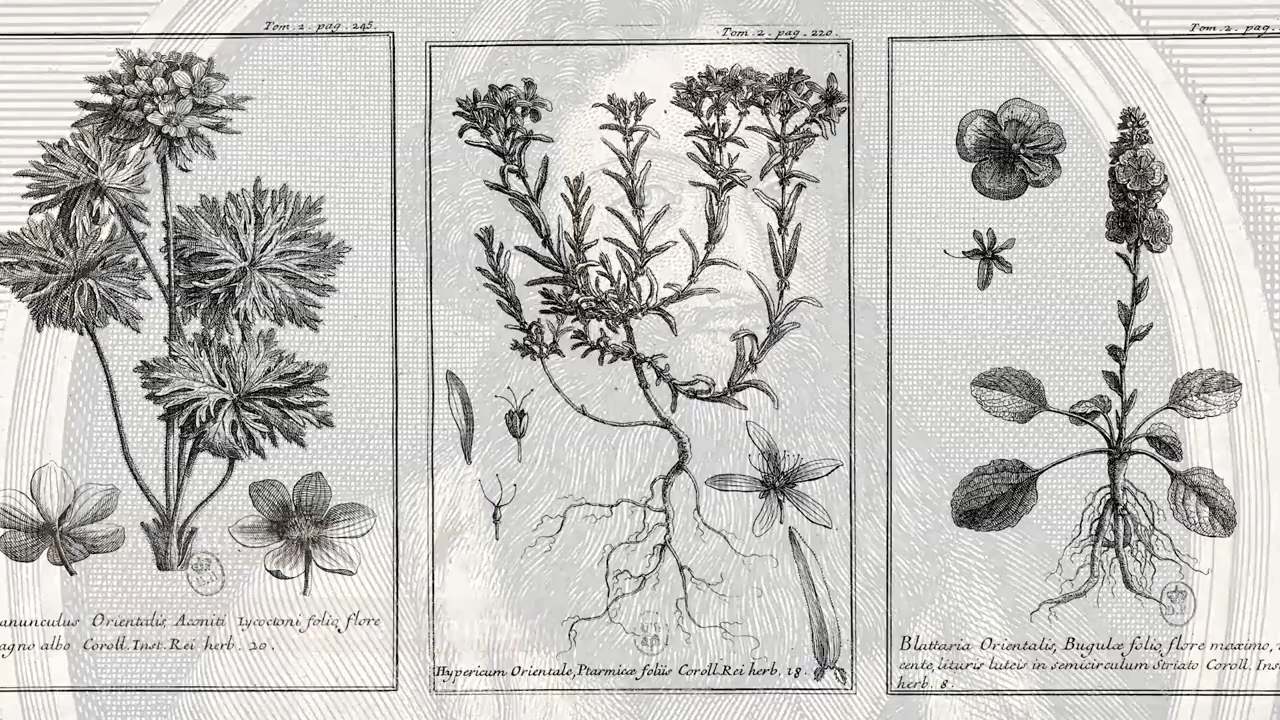 Tom. 2. pag. 245.
anunculus Orientalis, Aconiti Lycoctoni folio, flore
agno albo Coroll. Inst. Rei herb. 20.
Tom. 2. pag. 220.
Hypericum Orientale, Ptarmicæ foliis Coroll. Rei herb. 18.
Tom. 2. pag.
Blattaria Orientalis, Bugulæ folio, flore maximo,
cente, lituris luteis in semicirculum Striato Coroll. Ins
herb. 8.